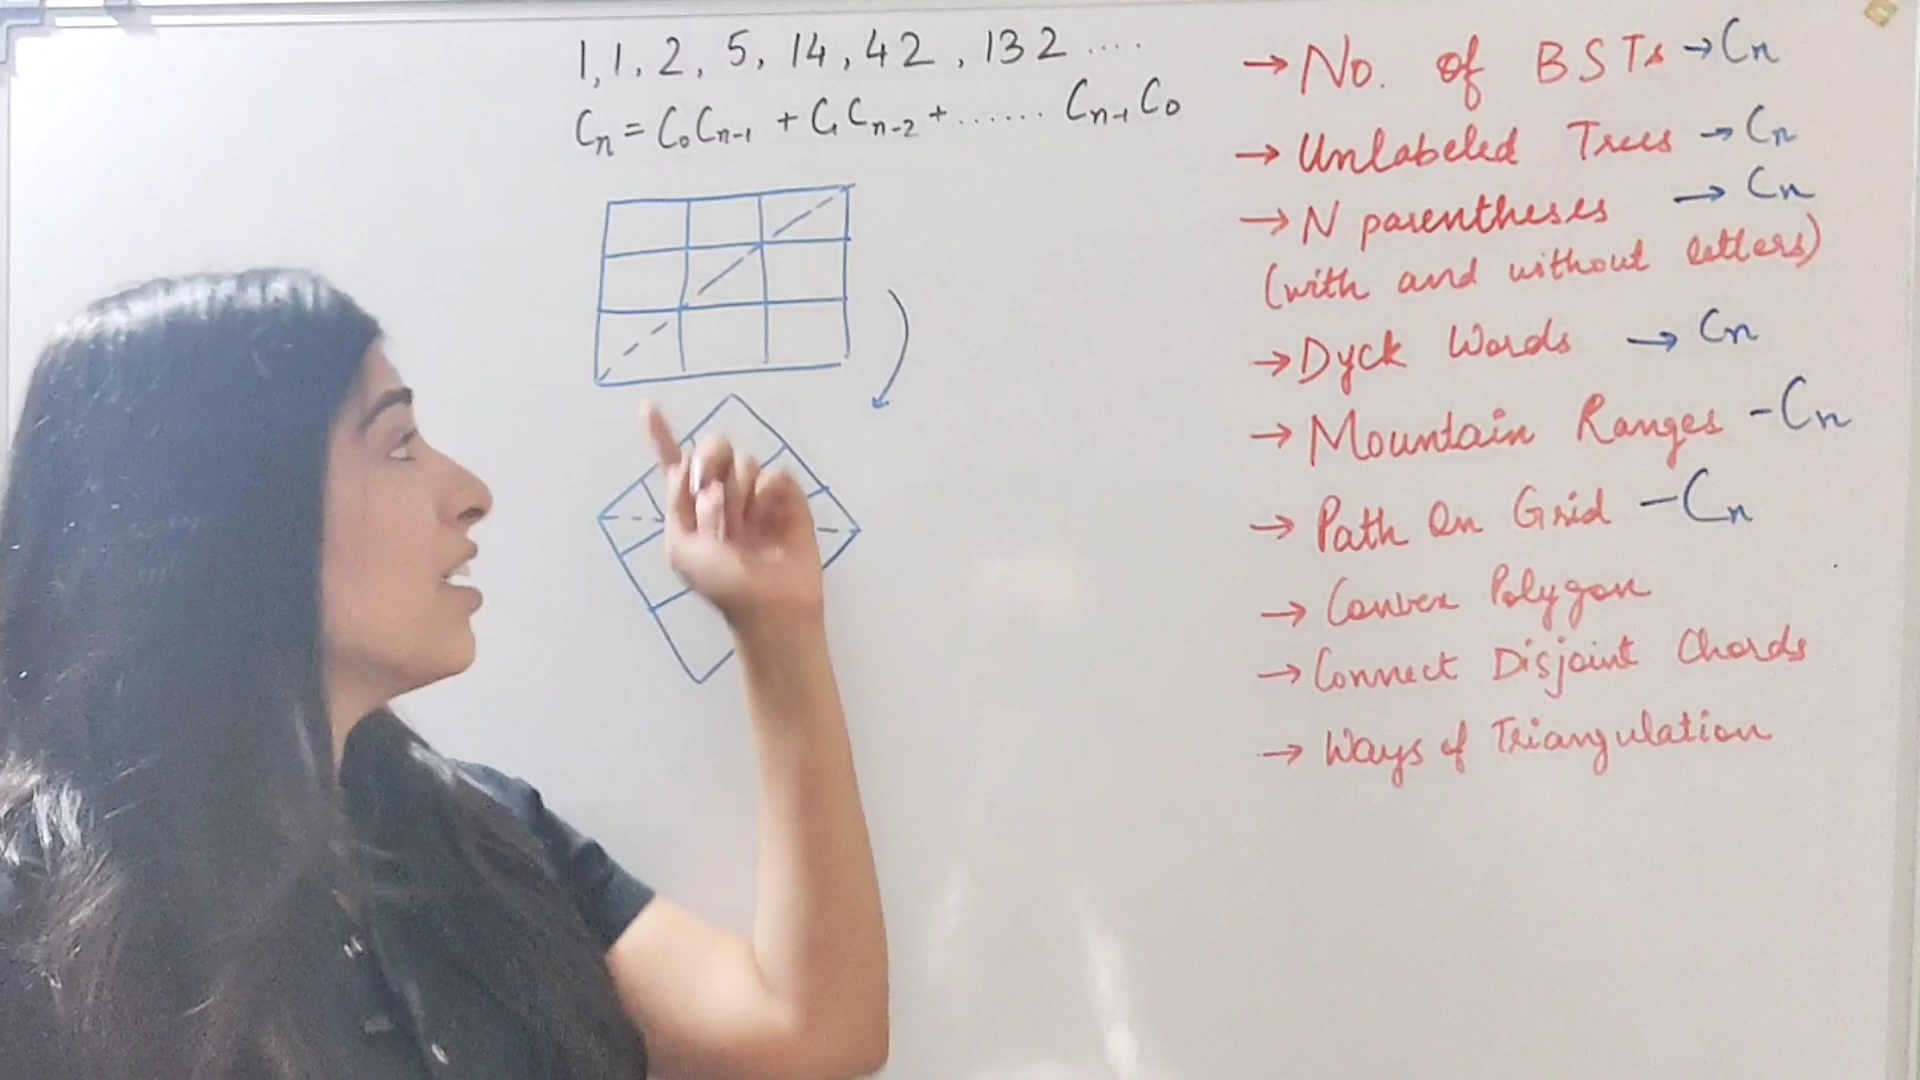 1, 1, 2, 5, 14, 42, 132 ....
Cn = C0Cn-1 + C1Cn-2 + ...... Cn-1C0
→ No. of BSTs → Cn
→ Unlabeled Trees → Cn
→ N parentheses → Cn
(with and without letters)
→ Dyck Words → Cn
→ Mountain Ranges - Cn
→ Path On Grid - Cn
→ Convex Polygon
→ Connect Disjoint Chords
→ Ways of Triangulation